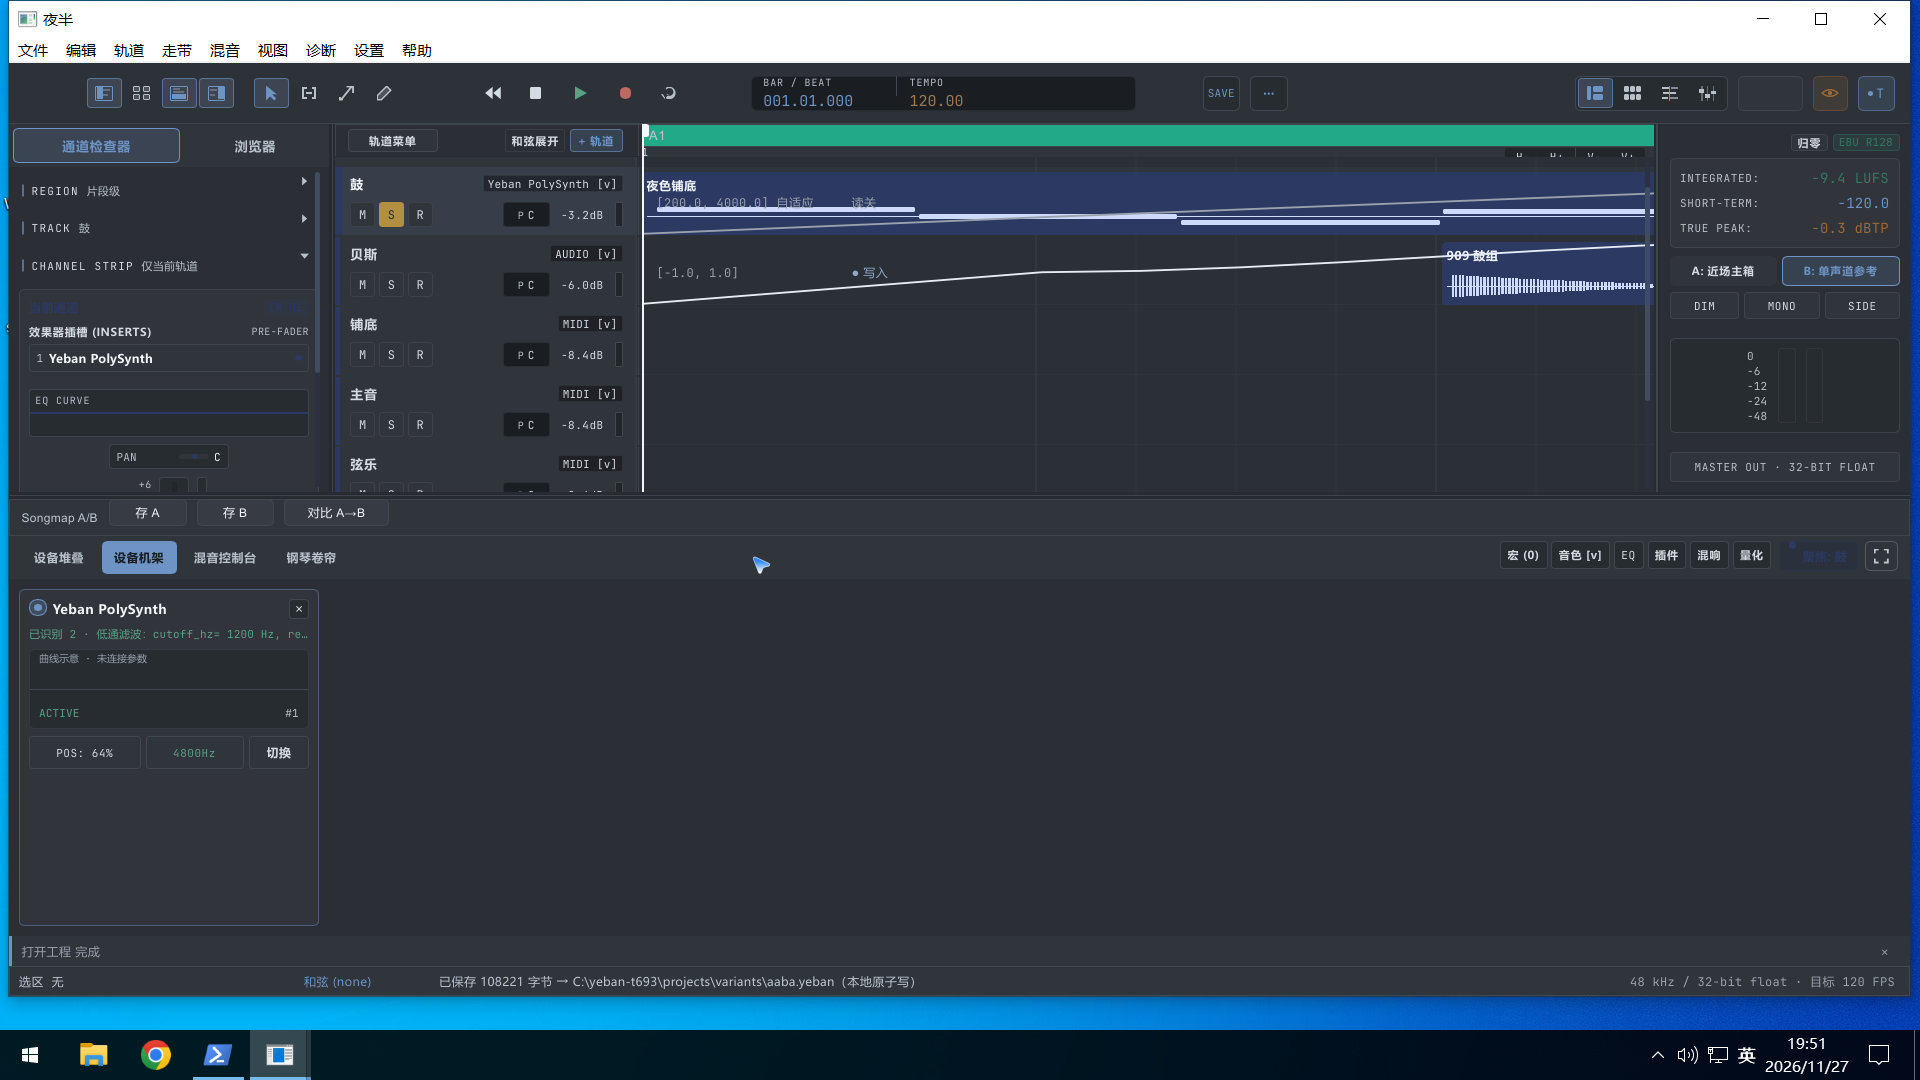 夜半
文件 编辑 轨道 走带 混音 视图 诊断 设置 帮助
BAR / BEAT
001.01.000
TEMPO
120.00
SAVE
...
T
通道检查器
浏览器
REGION 片段级
TRACK 鼓
CHANNEL STRIP 仅当前轨道
效果器插槽 (INSERTS)
PRE-FADER
1 Yeban PolySynth
EQ CURVE
PAN
C
+6
轨道菜单
和弦展开
+ 轨道
鼓
Yeban PolySynth [v]
M S R
P C
-3.2dB
贝斯
AUDIO [v]
M S R
P C
-6.0dB
铺底
MIDI [v]
M S R
P C
-8.4dB
主音
MIDI [v]
M S R
P C
-8.4dB
弦乐
MIDI [v]
A1
1
夜色铺底
[200.0, 4000.0] 自适应
读关
[-1.0, 1.0]
写入
909 鼓组
归零
EBU R128
INTEGRATED: -9.4 LUFS
SHORT-TERM: -120.0
TRUE PEAK: -0.3 dBTP
A: 近场主箱
B: 单声道参考
DIM
MONO
SIDE
0
-6
-12
-24
-48
MASTER OUT · 32-BIT FLOAT
Songmap A/B
存 A
存 B
对比 A→B
设备堆叠
设备机架
混音控制台
钢琴卷帘
宏 (0)
音色 [v]
EQ
插件
混响
量化
Yeban PolySynth
×
已识别 2 · 低通滤波: cutoff_hz= 1200 Hz, re…
曲线示意 · 未连接参数
ACTIVE
#1
POS: 64%
4800Hz
切换
打开工程 完成
×
选区 无
和弦 (none)
已保存 108221 字节 → C:\yeban-t693\projects\variants\aaba.yeban（本地原子写）
48 kHz / 32-bit float · 目标 120 FPS
英
19:51
2026/11/27